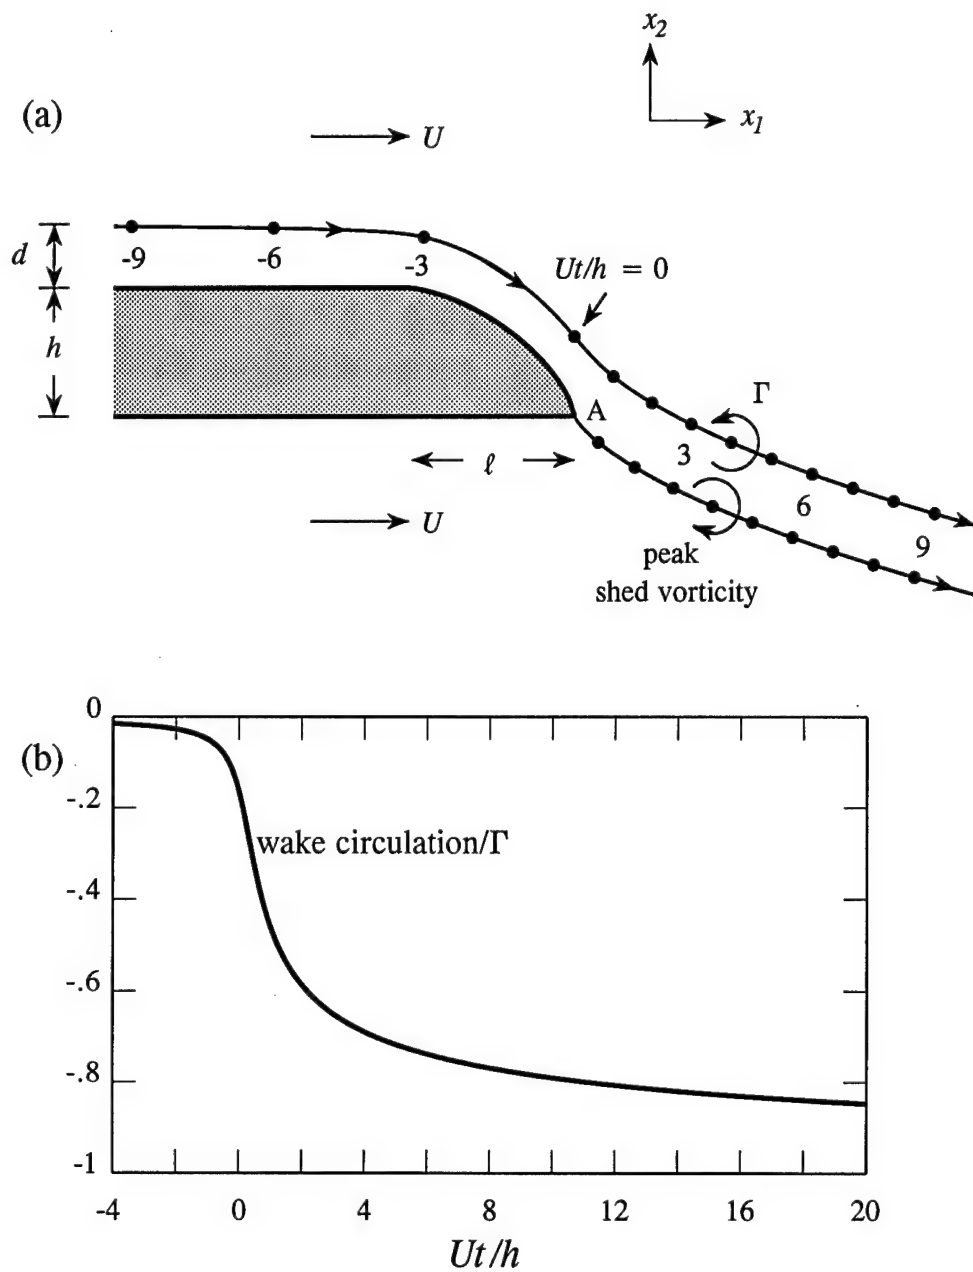 x₂
x₁
(a)
U
d
-9
-6
-3
Ut/h = 0
h
A
Γ
ℓ
3
6
9
U
peak
shed vorticity
(b)
0
-.2
-.4
-.6
-.8
-1
wake circulation/Γ
-4
0
4
8
12
16
20
Ut/h